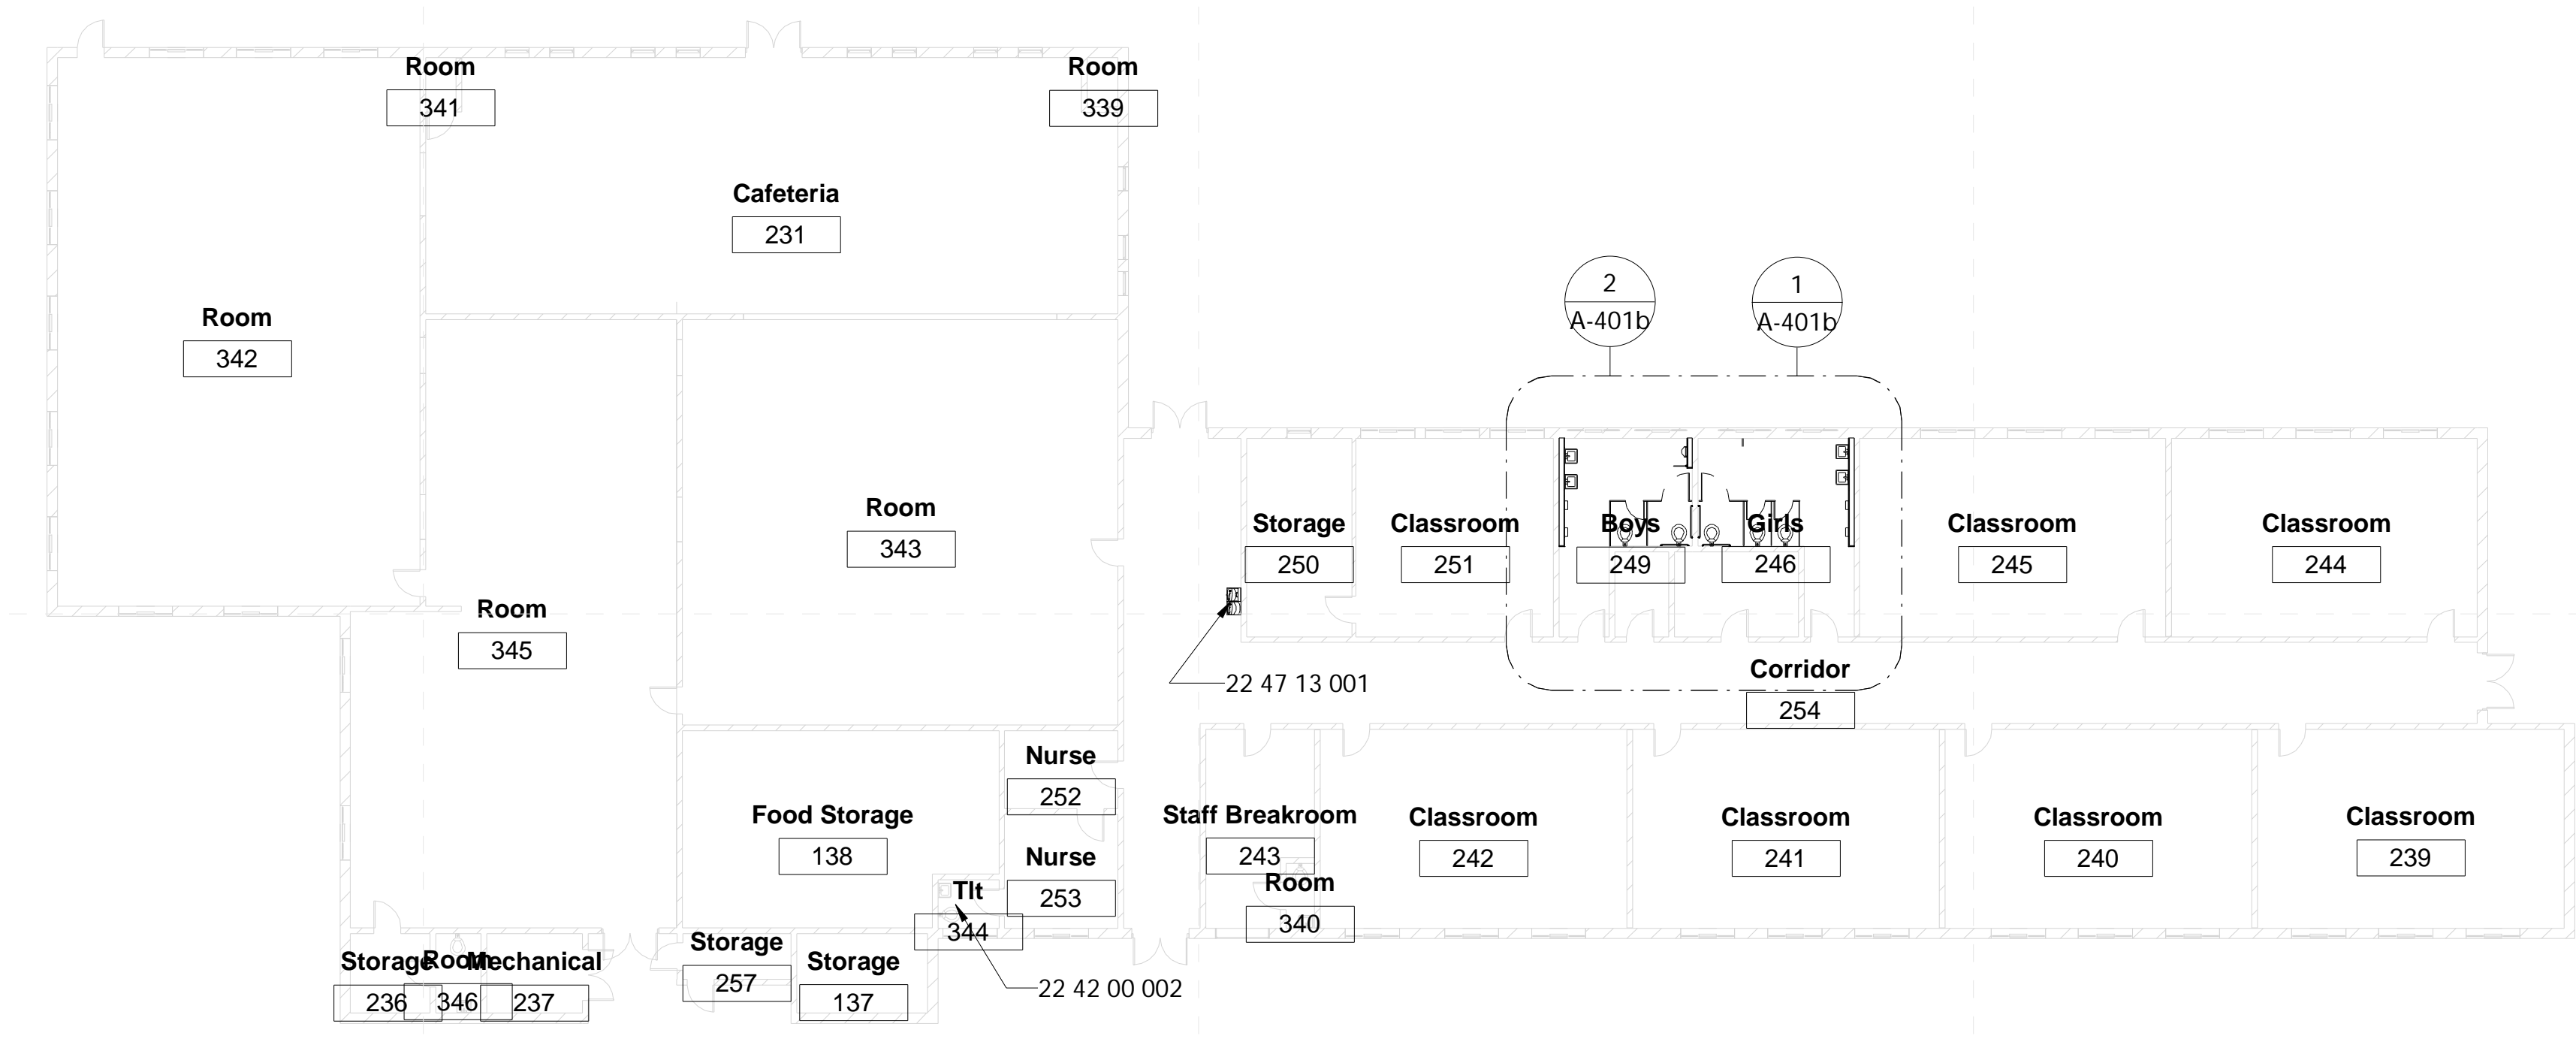 Room
341
Room
339
Cafeteria
231
Room
342
2
A-401b
1
A-401b
Room
343
Storage
250
Classroom
251
Boys
249
Girls
246
Classroom
245
Classroom
244
Room
345
22 47 13 001
Corridor
254
Nurse
252
Food Storage
138
Nurse
253
Staff Breakroom
243
Classroom
242
Classroom
241
Classroom
240
Classroom
239
Tlt
344
Room
340
Storage
236
Room
346
Mechanical
237
Storage
257
Storage
137
22 42 00 002